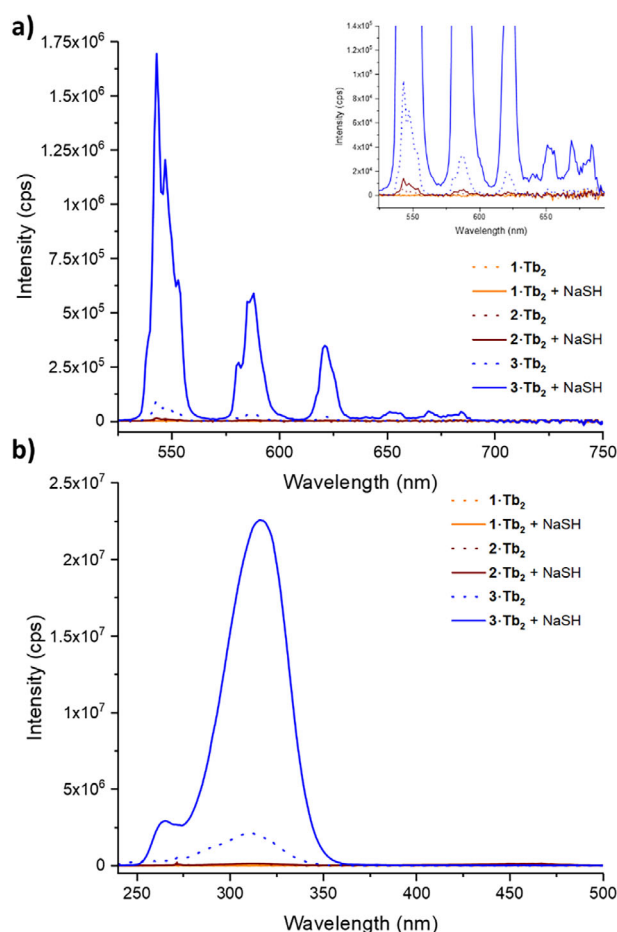 a)
1.75x10⁶
1.5x10⁶
1.25x10⁶
1x10⁶
7.5x10⁵
5x10⁵
2.5x10⁵
0
Intensity (cps)
550
600
650
700
750
Wavelength (nm)
1.4x10⁵
1.2x10⁵
1x10⁵
8x10⁴
6x10⁴
4x10⁴
2x10⁴
0
Intensity (cps)
550
600
650
Wavelength (nm)
1·Tb₂
1·Tb₂ + NaSH
2·Tb₂
2·Tb₂ + NaSH
3·Tb₂
3·Tb₂ + NaSH
b)
2.5x10⁷
2x10⁷
1.5x10⁷
1x10⁷
5x10⁶
0
Intensity (cps)
250
300
350
400
450
500
Wavelength (nm)
1·Tb₂
1·Tb₂ + NaSH
2·Tb₂
2·Tb₂ + NaSH
3·Tb₂
3·Tb₂ + NaSH